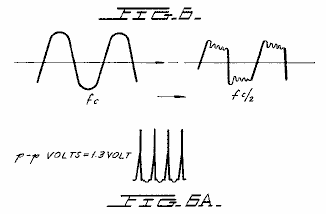 FIG. 6.
fc
fc/2
p-p VOLTS = 1.3 VOLT
FIG. 6A